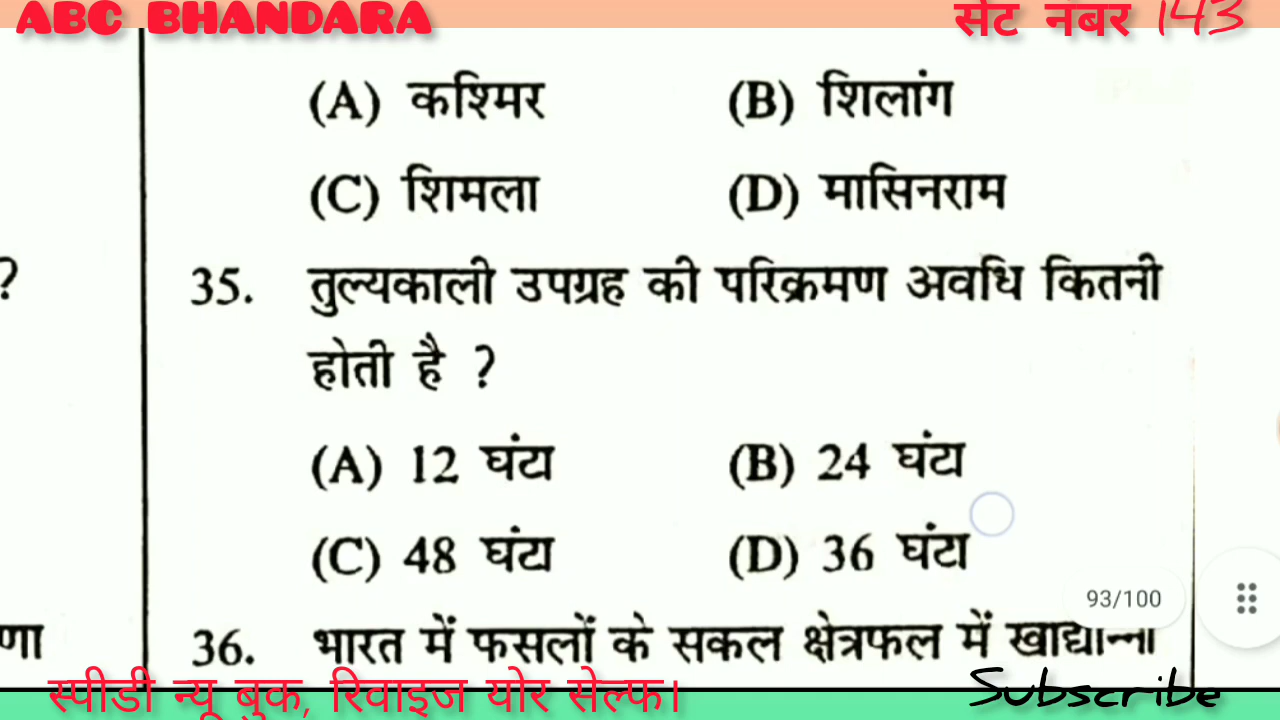 ABC BHANDARA
सेट नंबर 143
(A) कश्मिर (B) शिलांग
(C) शिमला (D) मासिनराम
?
35. तुल्यकाली उपग्रह की परिक्रमण अवधि कितनी
होती है ?
(A) 12 घंटा (B) 24 घंटा
(C) 48 घंटा (D) 36 घंटा
93/100
णा
36. भारत में फसलों के सकल क्षेत्रफल में खाद्यान्नों
स्पीडी न्यू बुक, रिवाइज योर सेल्फ।
Subscribe